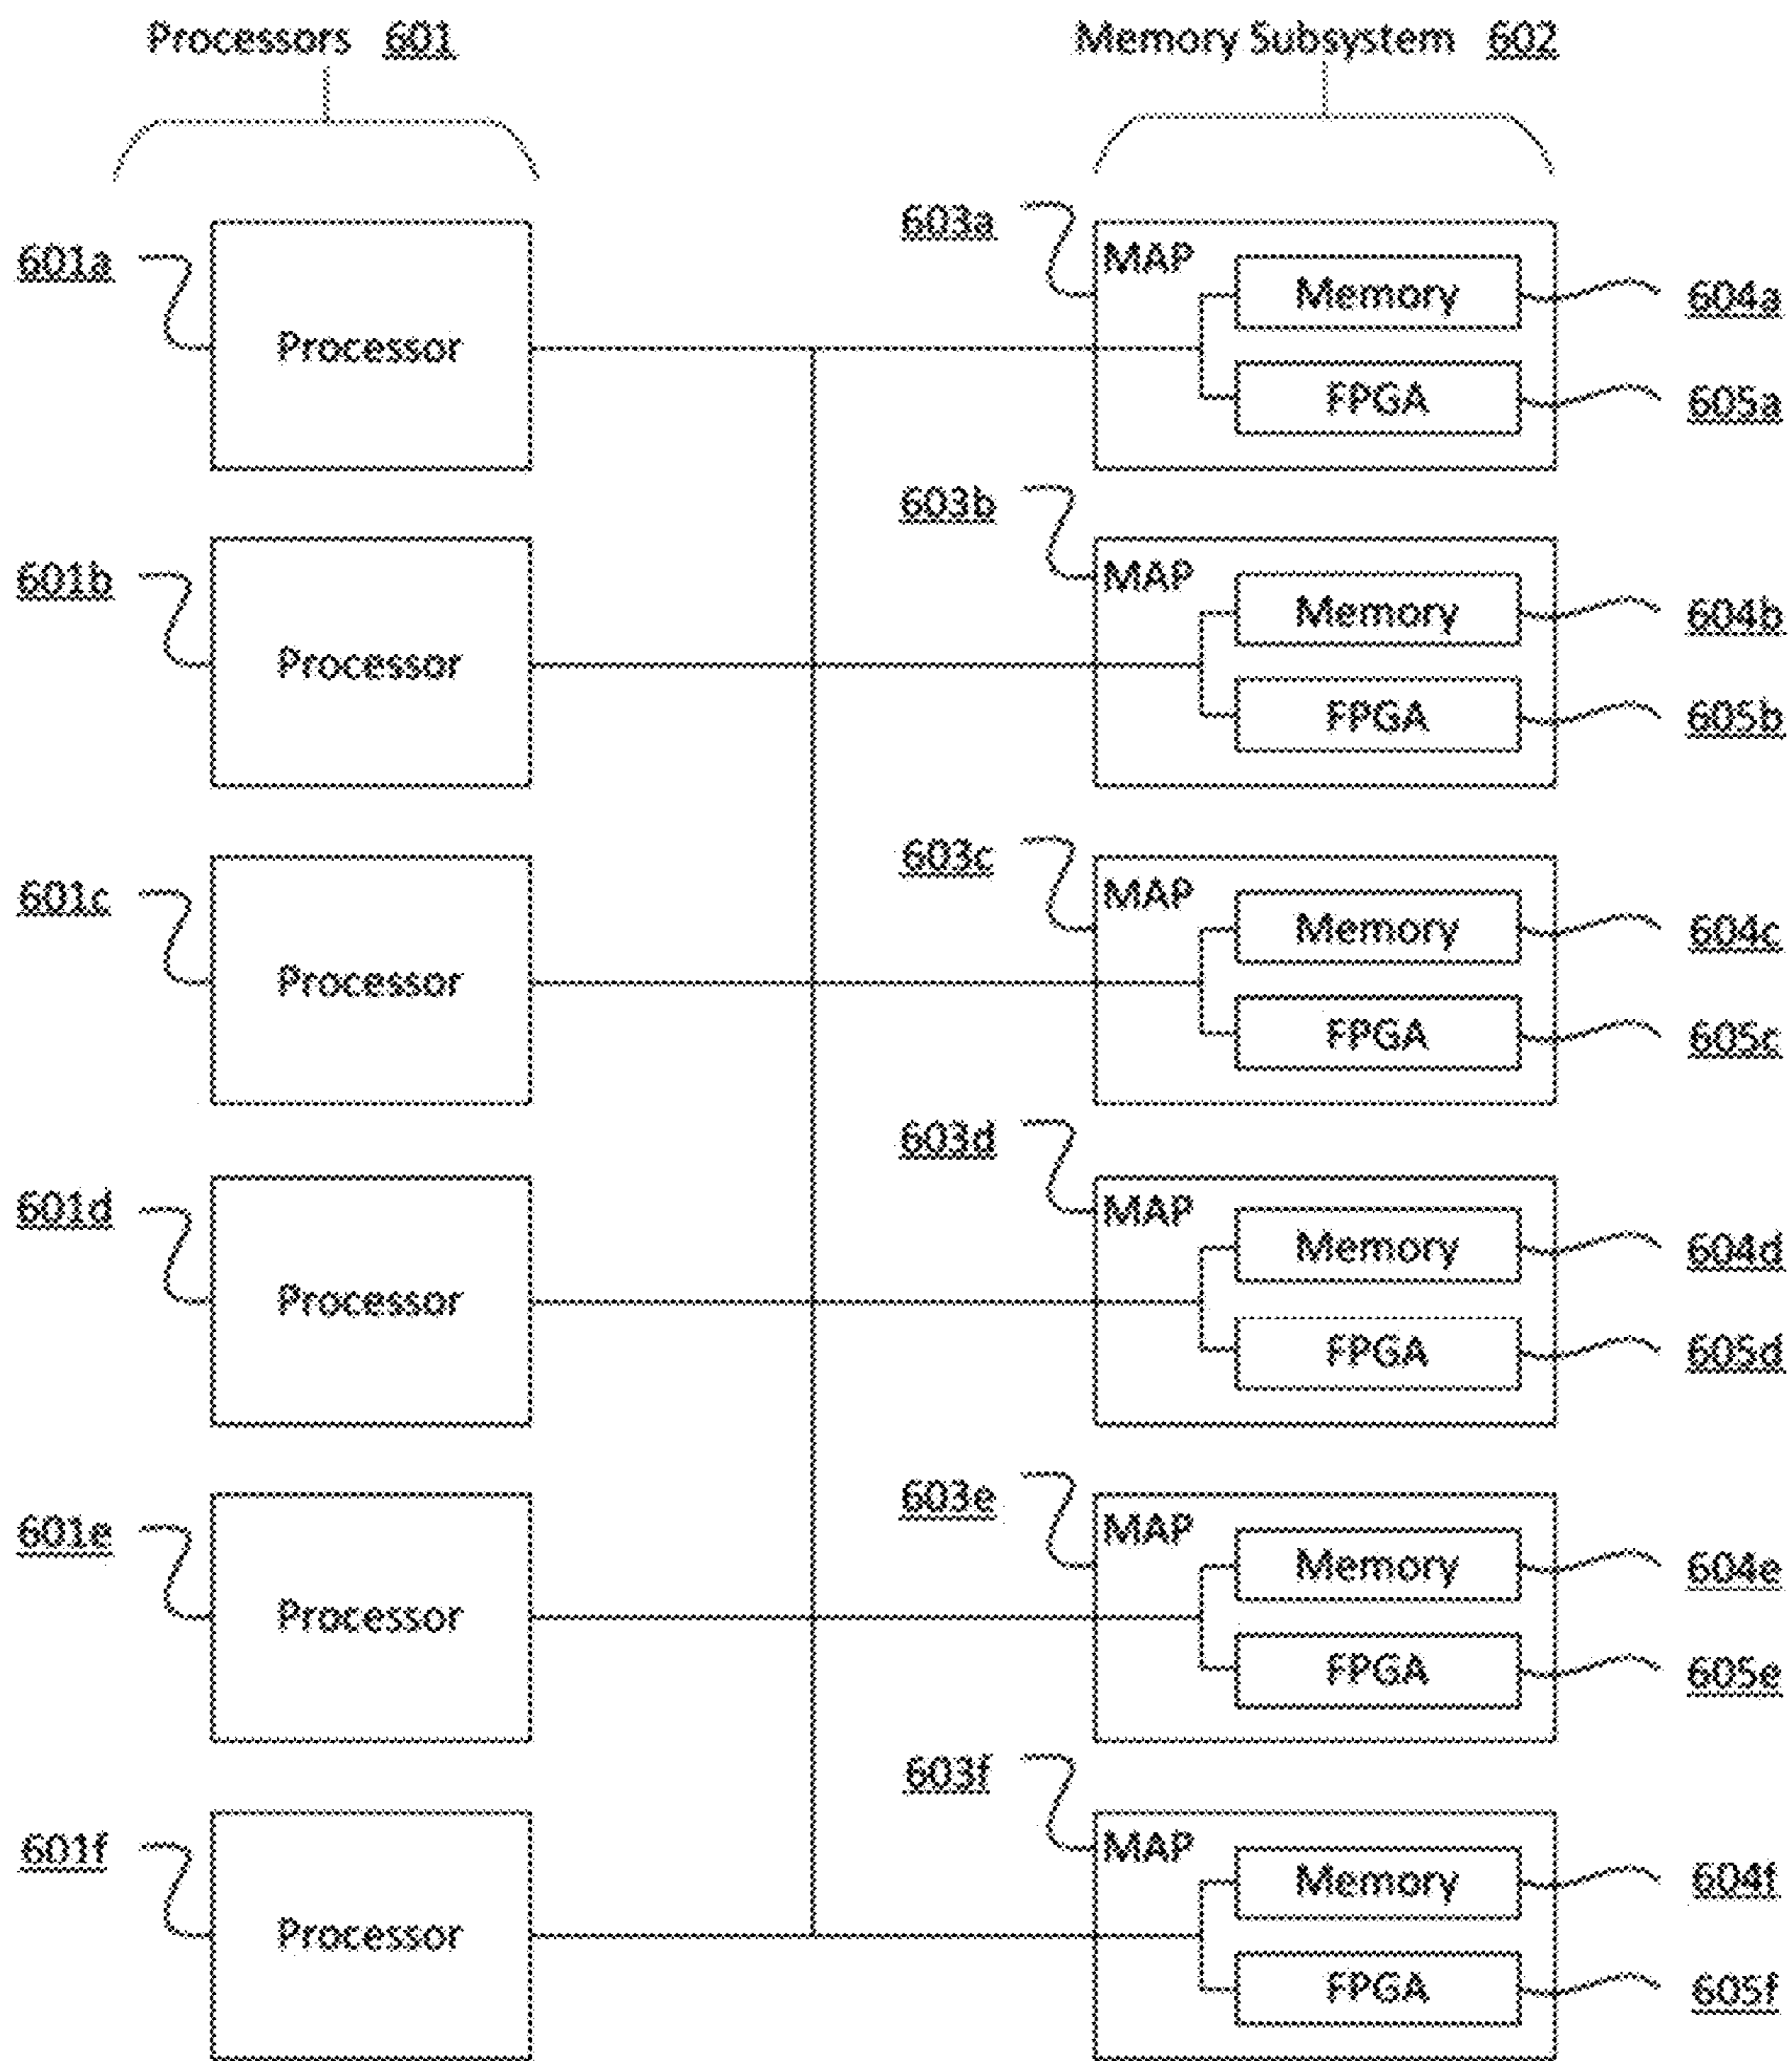 Processors 601
Memory Subsystem 602
603a
601a
MAP
Memory
604a
Processor
FPGA
605a
603b
601b
MAP
Memory
604b
Processor
FPGA
605b
603c
601c
MAP
Memory
604c
Processor
FPGA
605c
603d
601d
MAP
Memory
604d
Processor
FPGA
605d
603e
601e
MAP
Memory
604e
Processor
FPGA
605e
603f
601f
MAP
Memory
604f
Processor
FPGA
605f